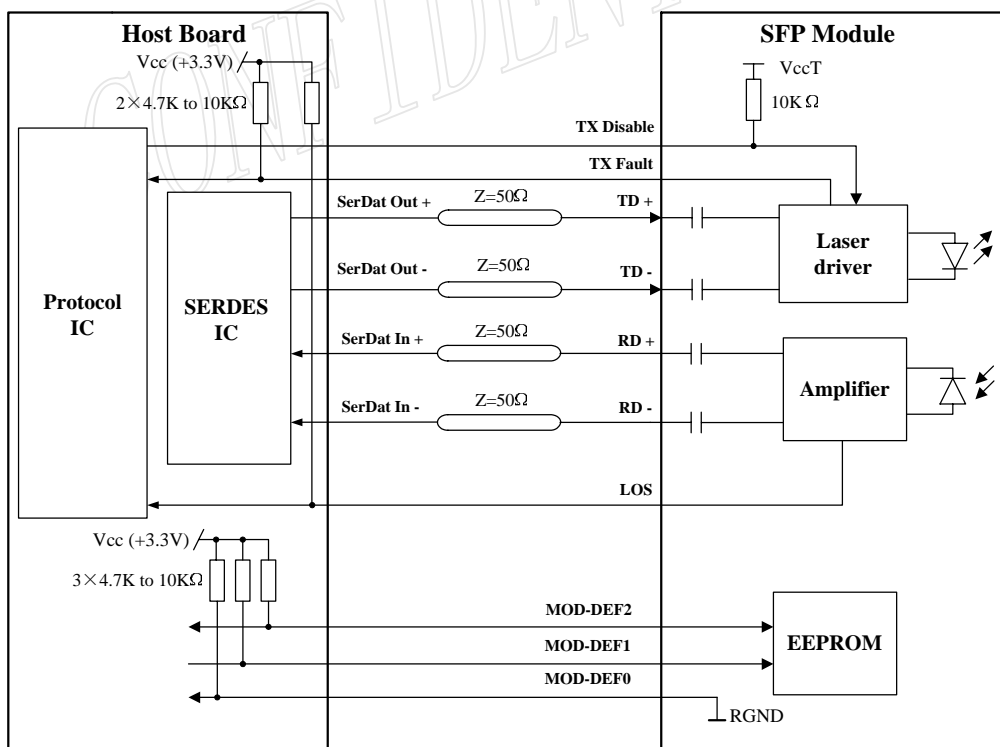 CONFIDEN
Host Board
SFP Module
Vcc (+3.3V)
VccT
2×4.7K to 10KΩ
10K Ω
TX Disable
TX Fault
SerDat Out +
Z=50Ω
TD +
Laser driver
SerDat Out -
Z=50Ω
TD -
Protocol IC
SERDES IC
SerDat In +
Z=50Ω
RD +
Amplifier
SerDat In -
Z=50Ω
RD -
LOS
Vcc (+3.3V)
3×4.7K to 10KΩ
MOD-DEF2
EEPROM
MOD-DEF1
MOD-DEF0
RGND